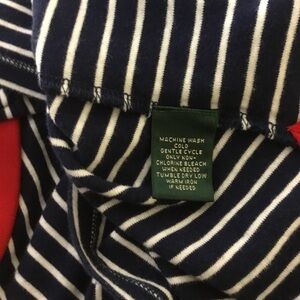 MACHINE WASH
COLD
GENTLE CYCLE
ONLY NON-
CHLORINE BLEACH
WHEN NEEDED
TUMBLE DRY LOW
WARM IRON
IF NEEDED